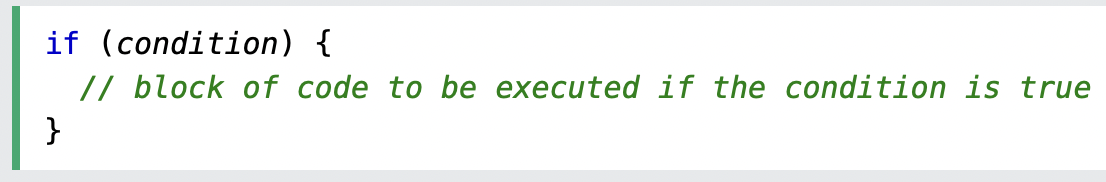 if (condition) {
  // block of code to be executed if the condition is true
}